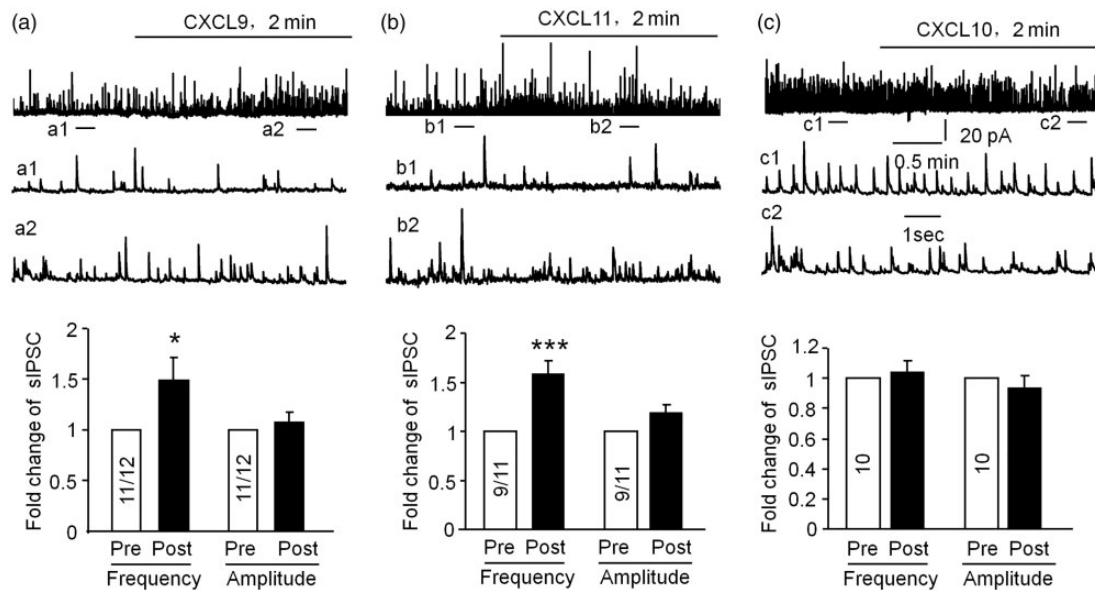 (a)
CXCL9, 2 min
a1
a2
a1
a2
Fold change of sIPSC
2
1.5
1
0.5
0
*
11/12
11/12
Pre Post Pre Post
Frequency Amplitude
(b)
CXCL11, 2 min
b1
b2
b1
b2
Fold change of sIPSC
2
1.5
1
0.5
0
***
9/11
9/11
Pre Post Pre Post
Frequency Amplitude
(c)
CXCL10, 2 min
c1
c2
20 pA
0.5 min
c1
c2
1sec
Fold change of sIPSC
1.2
1
0.8
0.6
0.4
0.2
0
10
10
Pre Post Pre Post
Frequency Amplitude